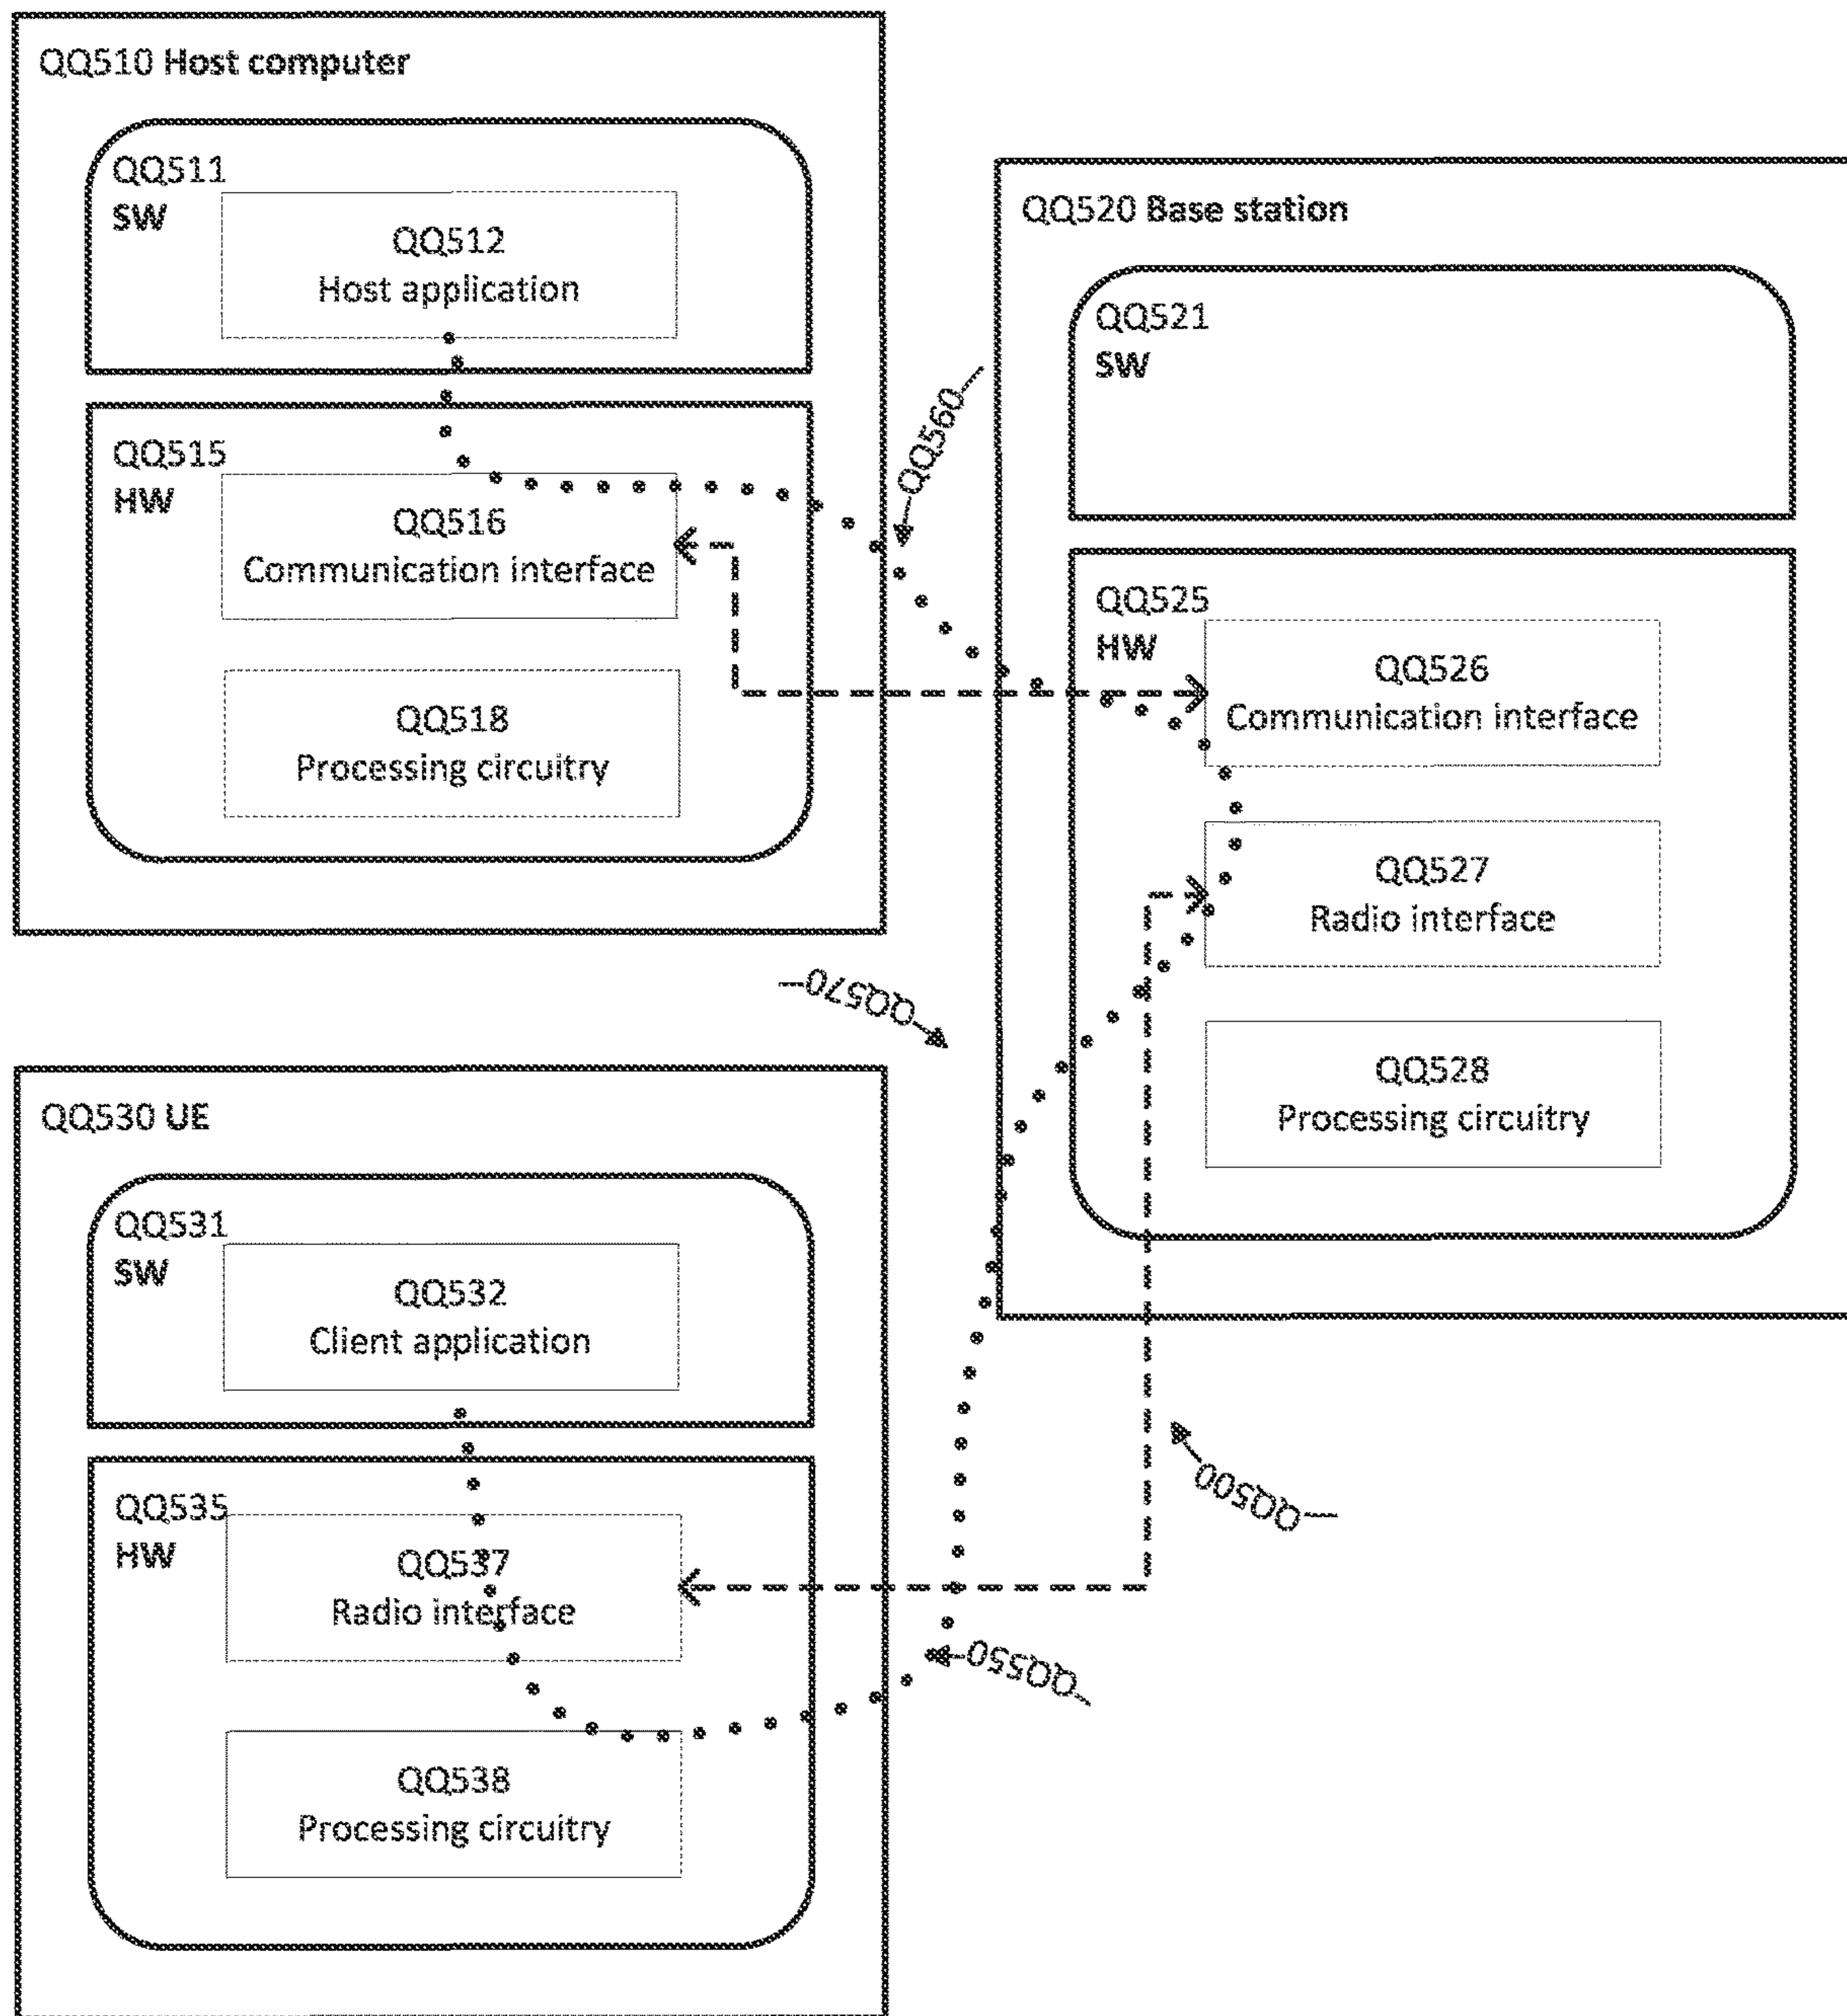 QQ510 Host computer
QQ511
SW
QQ512
Host application
QQ515
HW
QQ516
Communication interface
QQ518
Processing circuitry
QQ560
QQ520 Base station
QQ521
SW
QQ525
HW
QQ526
Communication interface
QQ527
Radio interface
QQ528
Processing circuitry
QQ570
QQ530 UE
QQ531
SW
QQ532
Client application
QQ535
HW
QQ537
Radio interface
QQ538
Processing circuitry
QQ500
QQ550